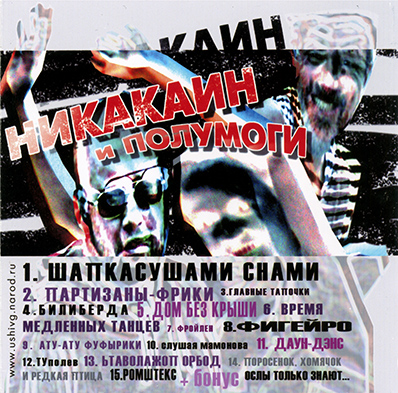 КАИН
НИКАКАИН
И ПОЛУМОГИ
www.ushivg.narod.ru
1. ШАПКАСУШАМИ СНАМИ
2. ПАРТИЗАНЫ-ФРИКИ 3.ГЛАВНЫЕ ТАПОЧКИ
4.БИЛИБЕРДА 5.ДОМ БЕЗ КРЫШИ 6. ВРЕМЯ
МЕДЛЕННЫХ ТАНЦЕВ 7. ФРОЙЛЕН 8.ФИГЕЙРО
9. АТУ-АТУ ФУФЫРИКИ 10. слушая мамонова 11. ДАУН-ДЭНС
12.ТУполов 13. ЬТАВОЛАЖОП ОРБОД 14. ПОРОСЕНОК, ХОМЯЧОК
И РЕДКАЯ ПТИЦА 15.РОМШТЕКС + бонус ОСЛЫ ТОЛЬКО ЗНАЮТ...